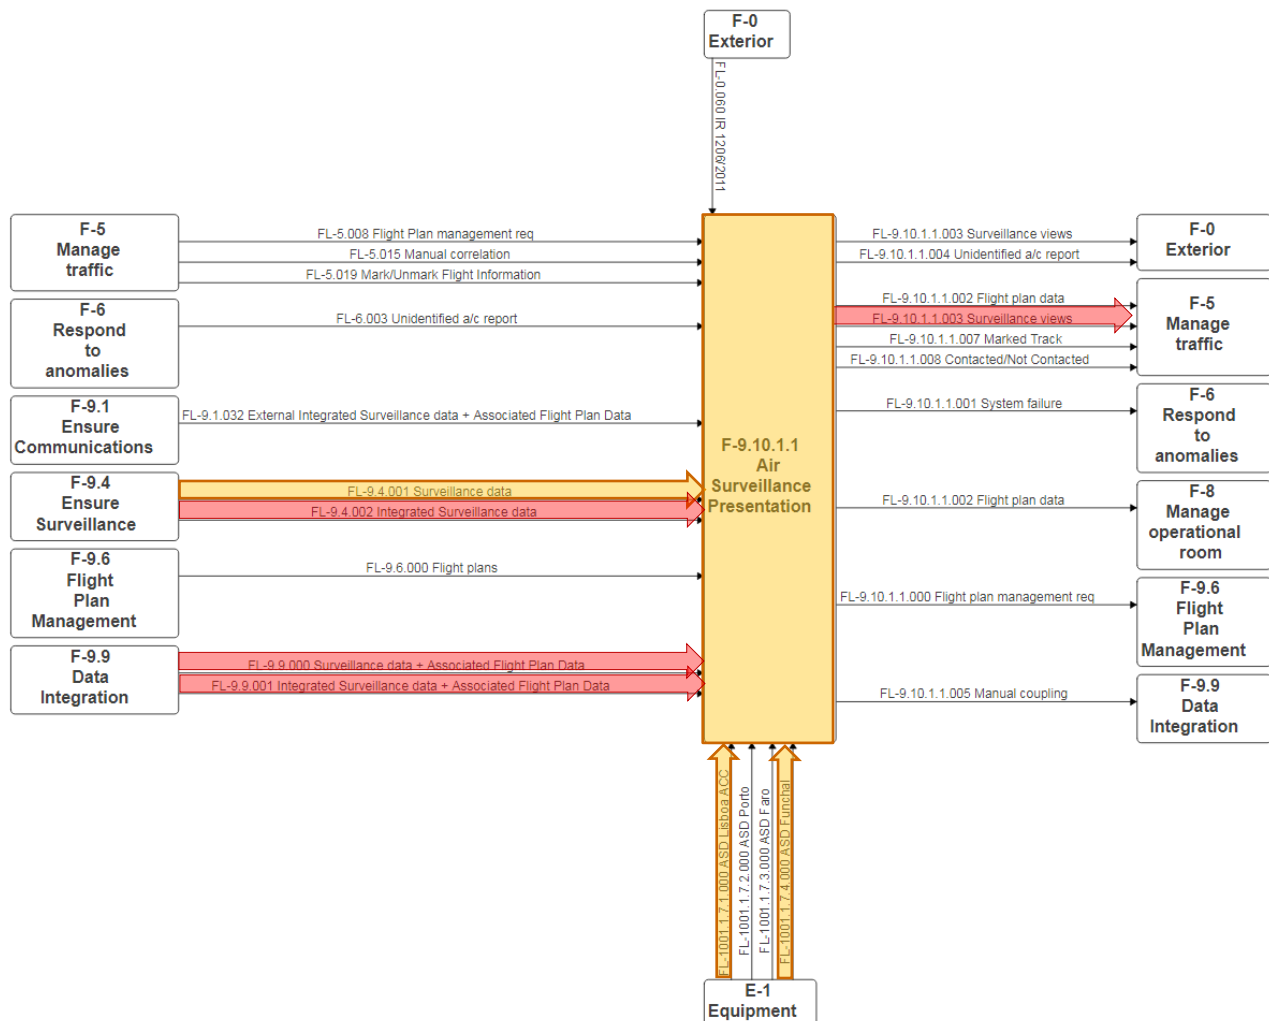 F-0
Exterior
FL-0.060 IR 1206/2011
F-5
Manage
traffic
FL-5.008 Flight Plan management req
FL-5.015 Manual correlation
FL-5.019 Mark/Unmark Flight Information
F-6
Respond
to
anomalies
FL-6.003 Unidentified a/c report
F-9.1
Ensure
Communications
FL-9.1.032 External Integrated Surveillance data + Associated Flight Plan Data
F-9.4
Ensure
Surveillance
FL-9.4.001 Surveillance data
FL-9.4.002 Integrated Surveillance data
F-9.6
Flight
Plan
Management
FL-9.6.000 Flight plans
F-9.9
Data
Integration
FL-9.9.000 Surveillance data + Associated Flight Plan Data
FL-9.9.001 Integrated Surveillance data + Associated Flight Plan Data
F-9.10.1.1
Air
Surveillance
Presentation
FL-9.10.1.1.003 Surveillance views
FL-9.10.1.1.004 Unidentified a/c report
F-0
Exterior
FL-9.10.1.1.002 Flight plan data
FL-9.10.1.1.003 Surveillance views
FL-9.10.1.1.007 Marked Track
FL-9.10.1.1.008 Contacted/Not Contacted
F-5
Manage
traffic
FL-9.10.1.1.001 System failure
F-6
Respond
to
anomalies
FL-9.10.1.1.002 Flight plan data
F-8
Manage
operational
room
FL-9.10.1.1.000 Flight plan management req
F-9.6
Flight
Plan
Management
FL-9.10.1.1.005 Manual coupling
F-9.9
Data
Integration
FL-1001.1.7.1.000 ASD Lisboa ACC
FL-1001.1.7.2.000 ASD Porto
FL-1001.1.7.3.000 ASD Faro
FL-1001.1.7.4.000 ASD Funchal
E-1
Equipment